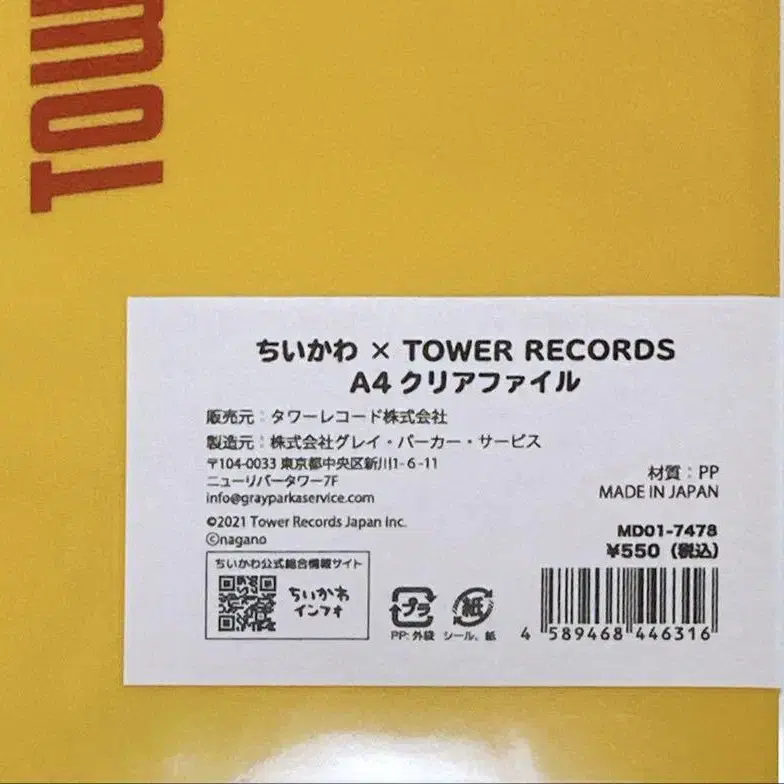 TOW
ちいかわ × TOWER RECORDS
A4 クリアファイル
販売元：タワーレコード株式会社
製造元：株式会社グレイ・パーカー・サービス
〒104-0033 東京都中央区新川1-6-11
ニューリバータワー7F
info@grayparkaservice.com
©2021 Tower Records Japan Inc.
ⓒnagano
材質：PP
MADE IN JAPAN
MD01-7478
¥550（税込）
ちいかわ公式総合情報サイト
ちいかわ
インフォ
プラ
紙
PP:外袋
シール、紙
4 589468 446316